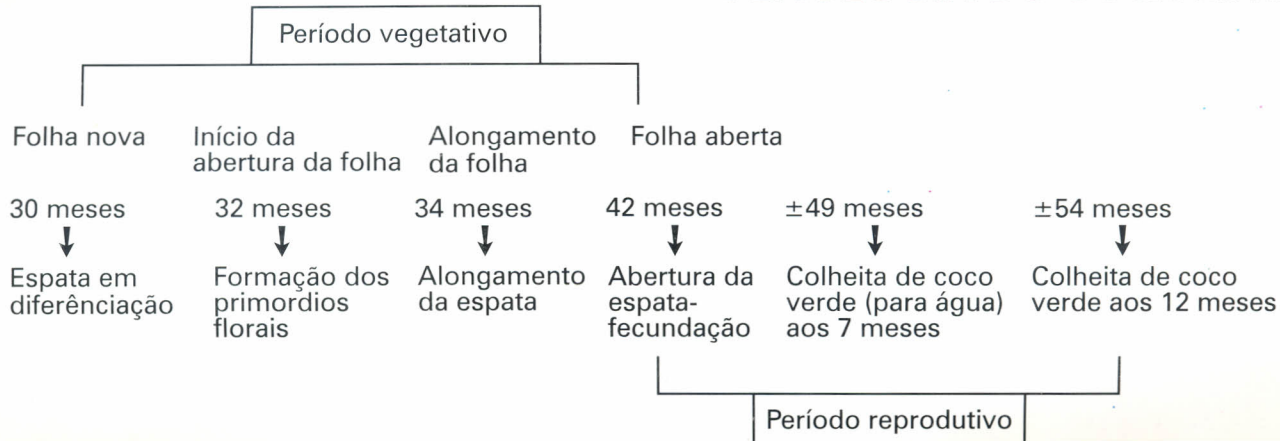 Período vegetativo
Folha nova
Início da
abertura da folha
Alongamento
da folha
Folha aberta
30 meses
32 meses
34 meses
42 meses
±49 meses
±54 meses
Espata em
diferênciação
Formação dos
primordios
florais
Alongamento
da espata
Abertura da
espata-
fecundação
Colheita de coco
verde (para água)
aos 7 meses
Colheita de coco
verde aos 12 meses
Período reprodutivo